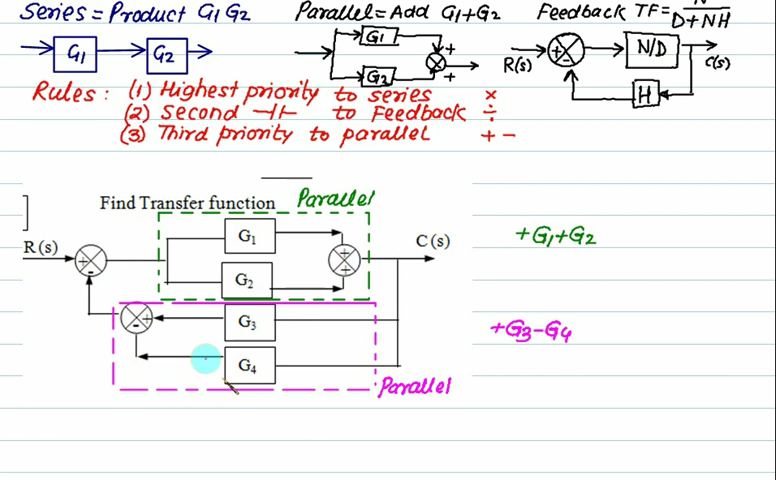 Series = Product G1 G2
Parallel = Add G1+G2
Feedback TF = N/D+NH
G1
G2
G1
G2
+
+
R(s)
+
-
N/D
C(s)
H
Rules : (1) Highest priority to series ×
(2) Second —11— to Feedback ÷
(3) Third priority to parallel + −
]
Find Transfer function
Parallel
R(s)
+
-
G1
G2
+
+
C(s)
+G1+G2
-
+
G3
G4
+G3−G4
Parallel